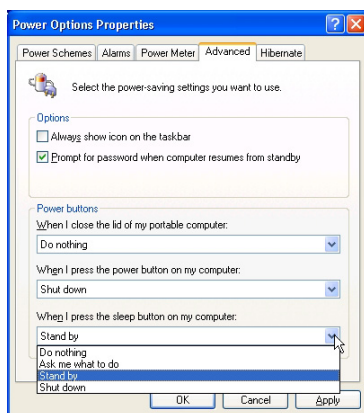 Power Options Properties
Power Schemes Alarms Power Meter Advanced Hibernate
Select the power-saving settings you want to use.
Options
Always show icon on the taskbar
Prompt for password when computer resumes from standby
Power buttons
When I close the lid of my portable computer:
Do nothing
When I press the power button on my computer:
Shut down
When I press the sleep button on my computer:
Stand by
Do nothing
Ask me what to do
Stand by
Shut down
OK Cancel Apply